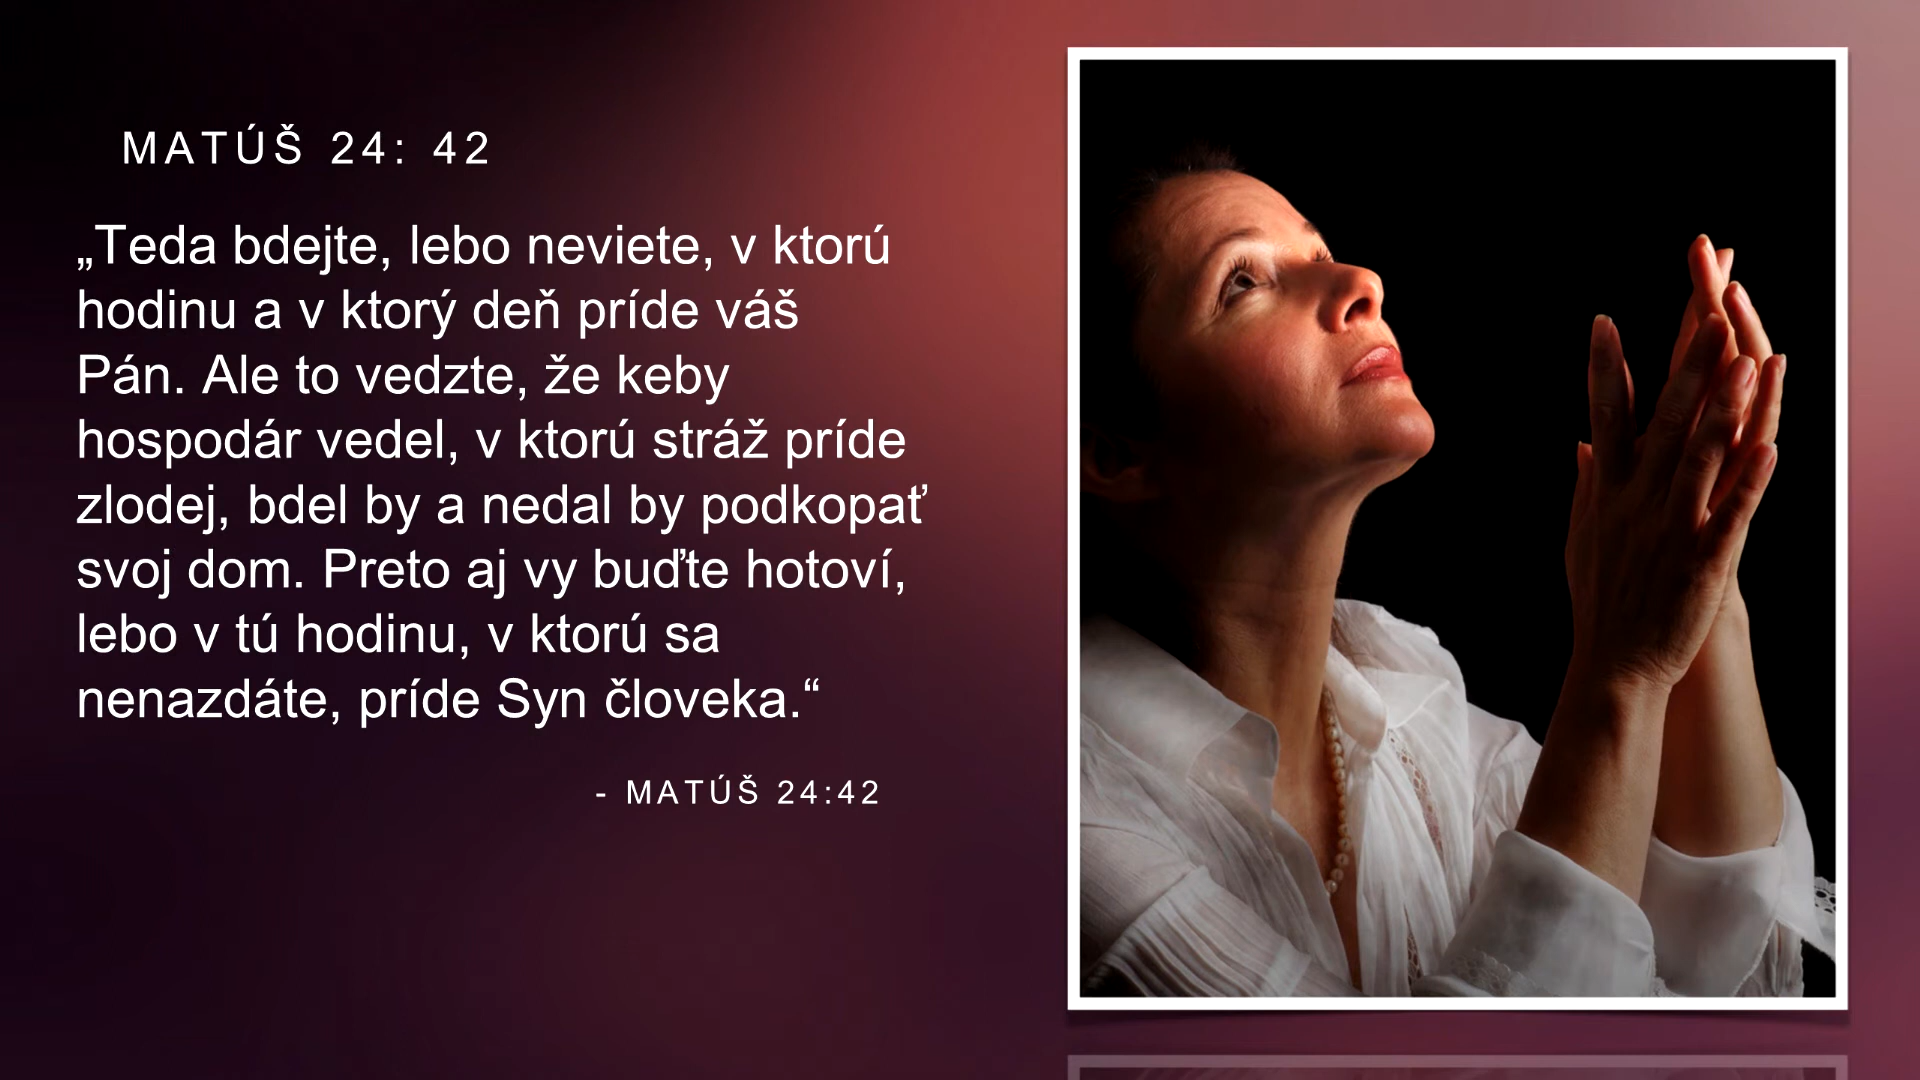 MATÚŠ 24: 42
„Teda bdejte, lebo neviete, v ktorú
hodinu a v ktorý deň príde váš
Pán. Ale to vedzte, že keby
hospodár vedel, v ktorú stráž príde
zlodej, bdel by a nedal by podkopať
svoj dom. Preto aj vy buďte hotoví,
lebo v tú hodinu, v ktorú sa
nenazdáte, príde Syn človeka.“
- MATÚŠ 24:42